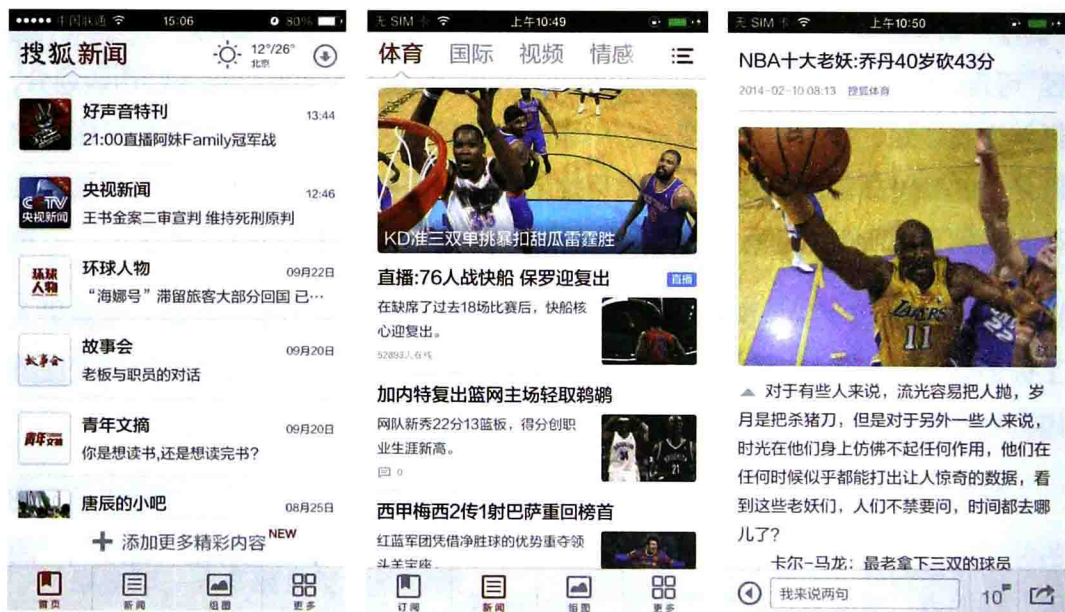 中国联通
15:06
80%
搜狐新闻
12°/26°
北京
好声音特刊
13:44
21:00直播阿妹Family冠军战
CCTV
央视新闻
央视新闻
12:46
王书金案二审宣判 维持死刑原判
环球
人物
环球人物
09月22日
“海娜号”滞留旅客大部分回国 已…
故事会
故事会
09月20日
老板与职员的对话
青年文摘
青年文摘
09月20日
你是想读书,还是想读完书?
唐辰的小吧
08月25日
添加更多精彩内容 NEW
首页
新闻
组图
更多
无 SIM 卡
上午10:49
体育
国际
视频
情感
KD准三双单挑暴扣甜瓜雷霆胜
直播:76人战快船 保罗迎复出
直播
在缺席了过去18场比赛后，快船核
心迎复出。
52893人在线
加内特复出篮网主场轻取鹈鹕
网队新秀22分13篮板，得分创职
业生涯新高。
0
西甲梅西2传1射巴萨重回榜首
红蓝军团凭借净胜球的优势重夺领
头羊宝座
订阅
新闻
组图
更多
无 SIM 卡
上午10:50
NBA十大老妖:乔丹40岁砍43分
2014-02-10 08:13 搜狐体育
LAKERS
11
对于有些人来说，流光容易把人抛，岁
月是把杀猪刀，但是对于另外一些人来说，
时光在他们身上仿佛不起任何作用，他们在
任何时候似乎都能打出让人惊奇的数据，看
到这些老妖们，人们不禁要问，时间都去哪
儿了?
卡尔-马龙：最老拿下三双的球员
我来说两句
10